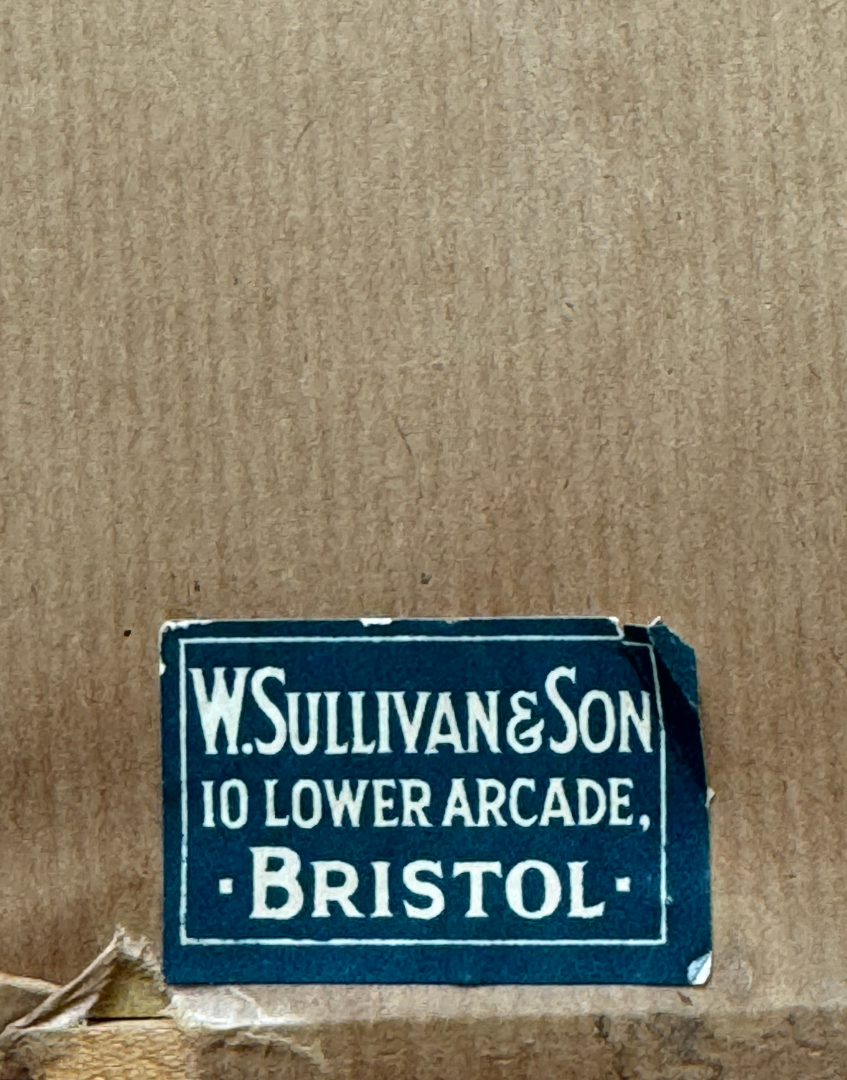 W. SULLIVAN & SON
10 LOWER ARCADE,
· BRISTOL ·